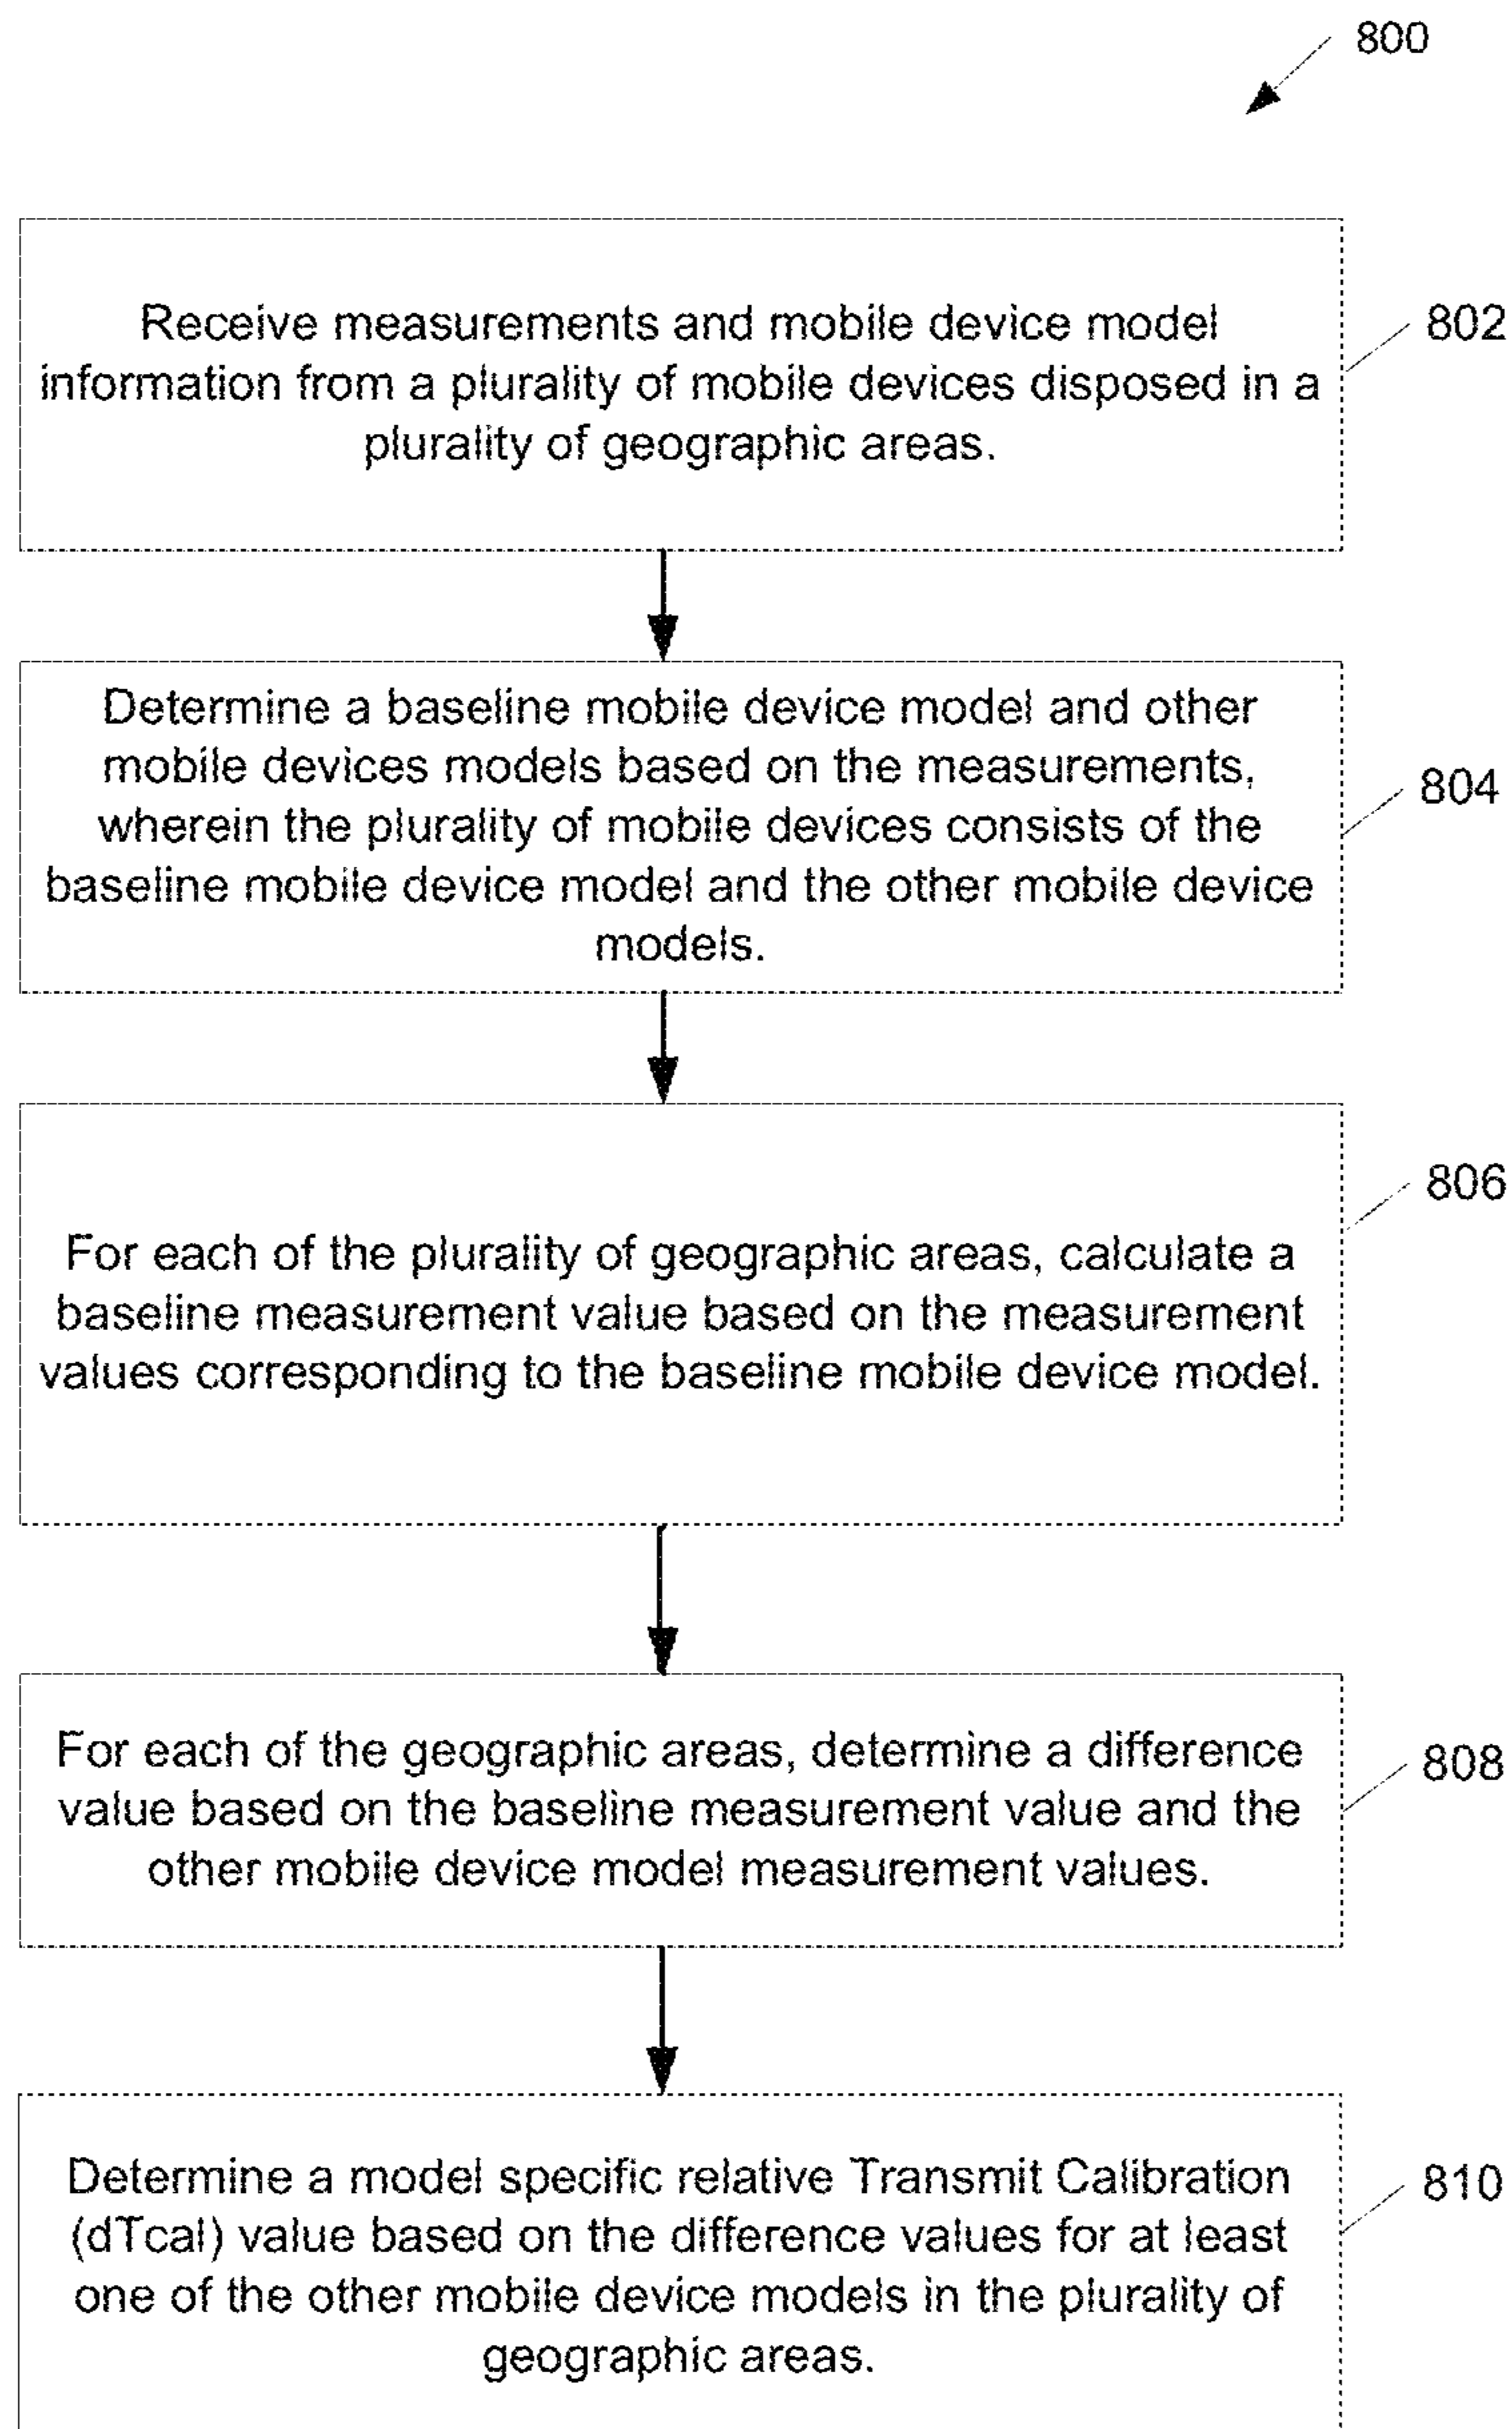 800
Receive measurements and mobile device model
information from a plurality of mobile devices disposed in a
plurality of geographic areas.
802
Determine a baseline mobile device model and other
mobile devices models based on the measurements,
wherein the plurality of mobile devices consists of the
baseline mobile device model and the other mobile device
models.
804
For each of the plurality of geographic areas, calculate a
baseline measurement value based on the measurement
values corresponding to the baseline mobile device model.
806
For each of the geographic areas, determine a difference
value based on the baseline measurement value and the
other mobile device model measurement values.
808
Determine a model specific relative Transmit Calibration
(dTcal) value based on the difference values for at least
one of the other mobile device models in the plurality of
geographic areas.
810